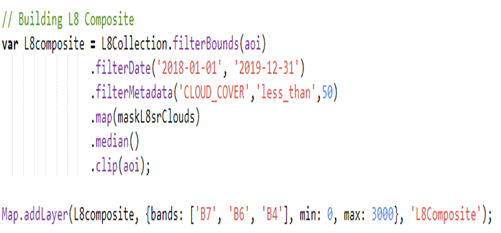 // Building L8 Composite
var L8composite = L8Collection.filterBounds(aoi)
.filterDate('2018-01-01', '2019-12-31')
.filterMetadata('CLOUD_COVER','less_than',50)
.map(maskL8srClouds)
.median()
.clip(aoi);
Map.addLayer(L8composite, {bands: ['B7', 'B6', 'B4'], min: 0, max: 3000}, 'L8Composite');